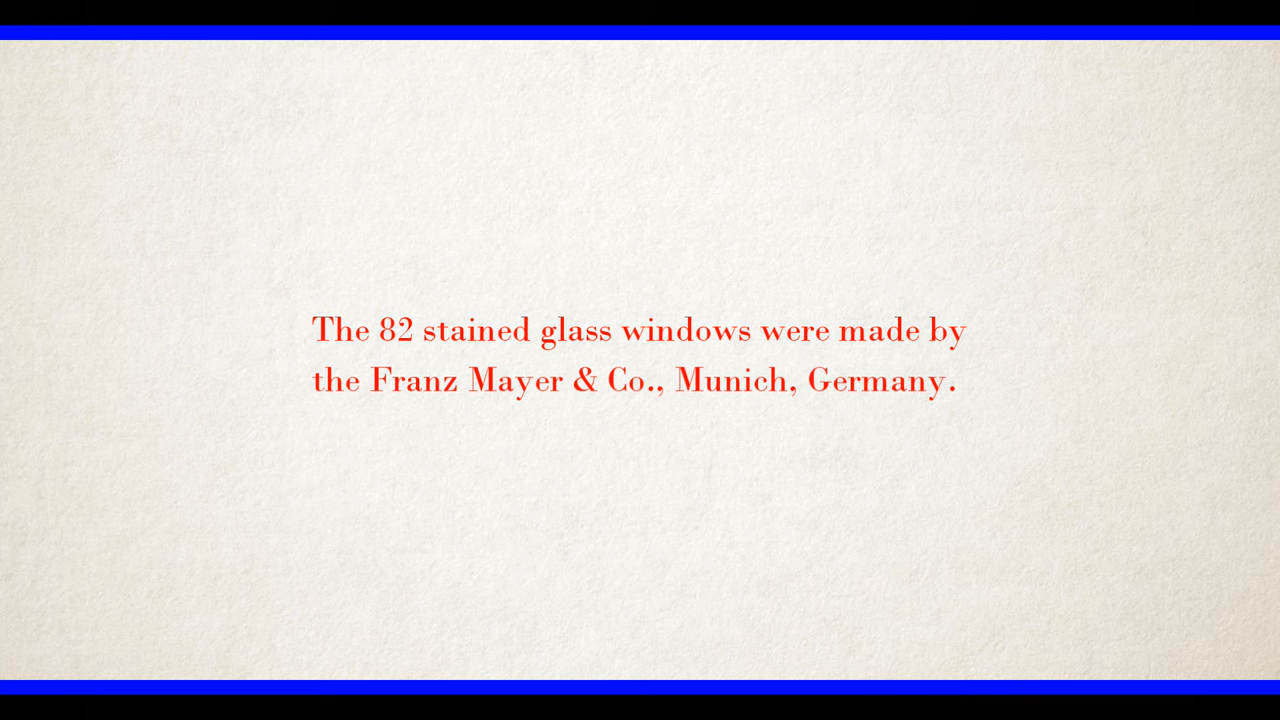 The 82 stained glass windows were made by
the Franz Mayer & Co., Munich, Germany.